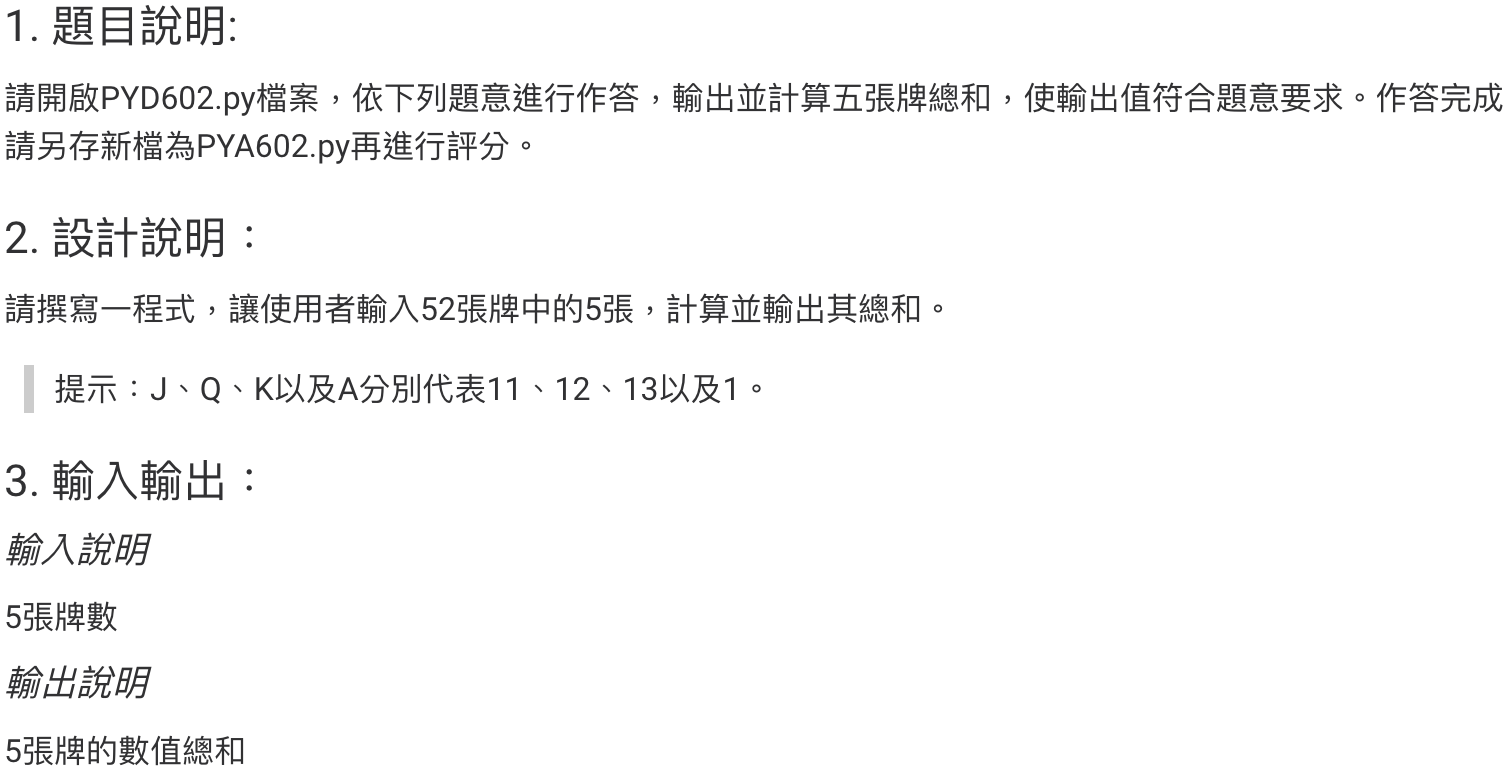 1. 題目說明:
請開啟PYD602.py檔案，依下列題意進行作答，輸出並計算五張牌總和，使輸出值符合題意要求。作答完成
請另存新檔為PYA602.py再進行評分。
2. 設計說明：
請撰寫一程式，讓使用者輸入52張牌中的5張，計算並輸出其總和。
提示：J、Q、K以及A分別代表11、12、13以及1。
3. 輸入輸出：
輸入說明
5張牌數
輸出說明
5張牌的數值總和